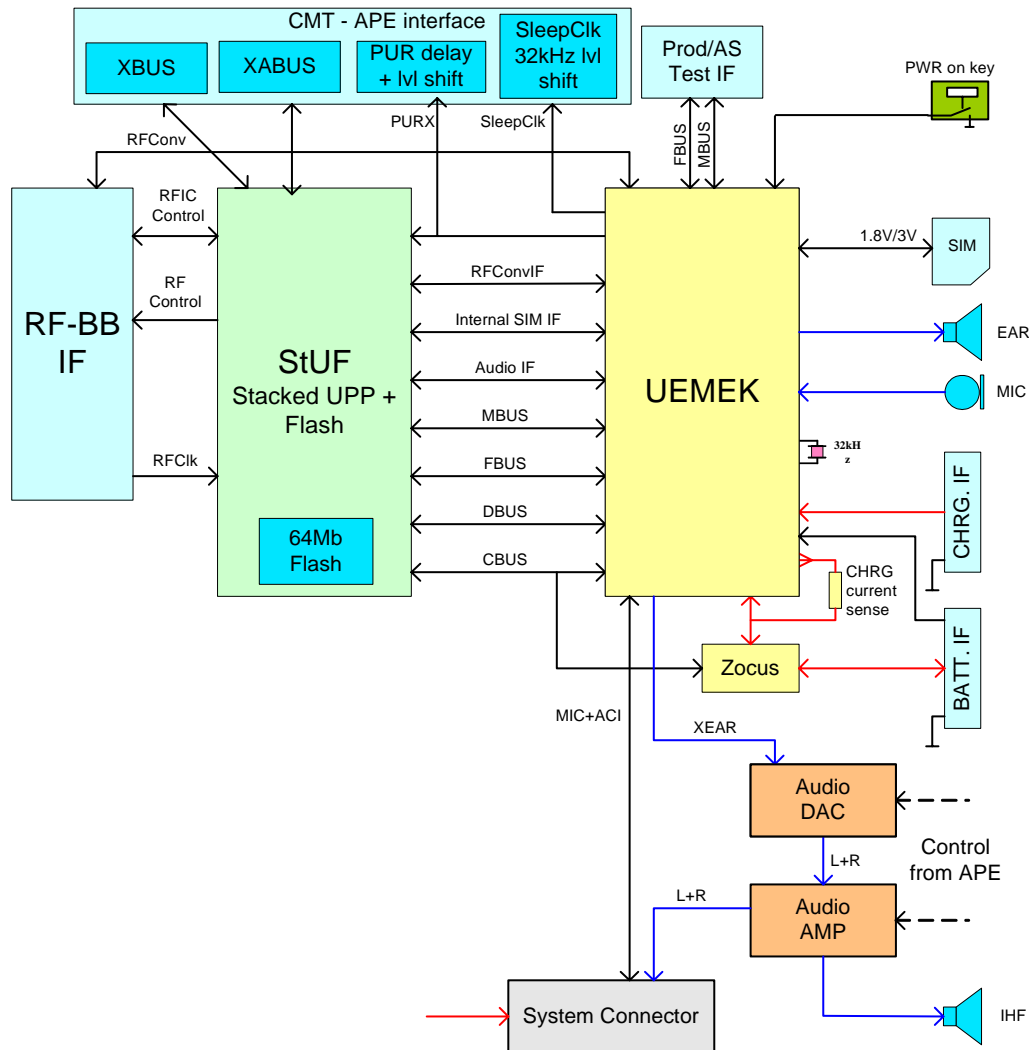 CMT - APE interface
XBUS
XABUS
PUR delay
+ lvl shift
SleepClk
32kHz lvl
shift
Prod/AS
Test IF
PWR on key
RFConv
PURX
SleepClk
FBUS
MBUS
RFIC
Control
RF
Control
RF-BB
IF
RFClk
StUF
Stacked UPP +
Flash
64Mb
Flash
RFConvIF
Internal SIM IF
Audio IF
MBUS
FBUS
DBUS
CBUS
UEMEK
1.8V/3V
SIM
EAR
MIC
32kH
z
CHRG. IF
CHRG
current
sense
BATT. IF
Zocus
MIC+ACI
XEAR
Audio
DAC
L+R
Control
from APE
L+R
Audio
AMP
System Connector
IHF